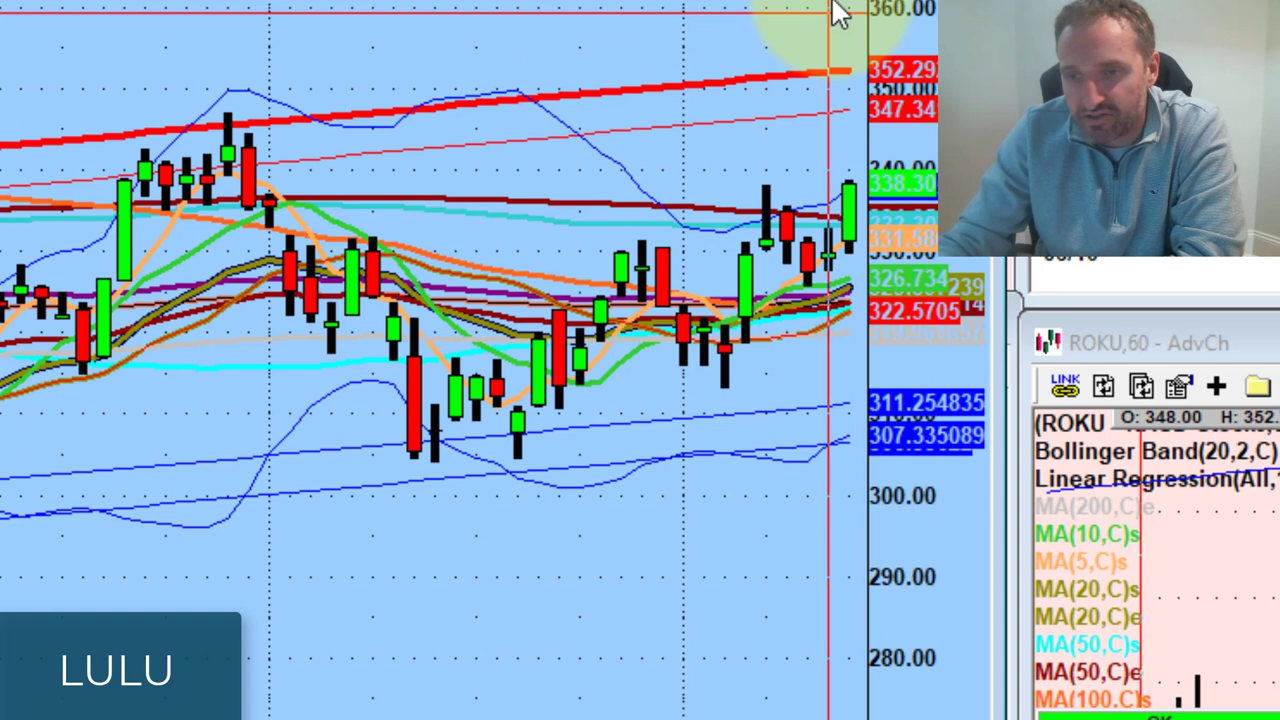 360.00
352.29
350.00
347.34
340.00
338.30
331.58
326.734
239
322.5705
14
311.254835
307.335089
300.00
290.00
280.00
LULU
ROKU,60 - AdvCh
LINK
(ROKU
O: 348.00 H: 352.
Bollinger Band(20,2,C)
Linear Regression(All,
MA(200,C)e
MA(10,C)s
MA(5,C)s
MA(20,C)s
MA(20,C)e
MA(50,C)s
MA(50,C)e
MA(100,C)s